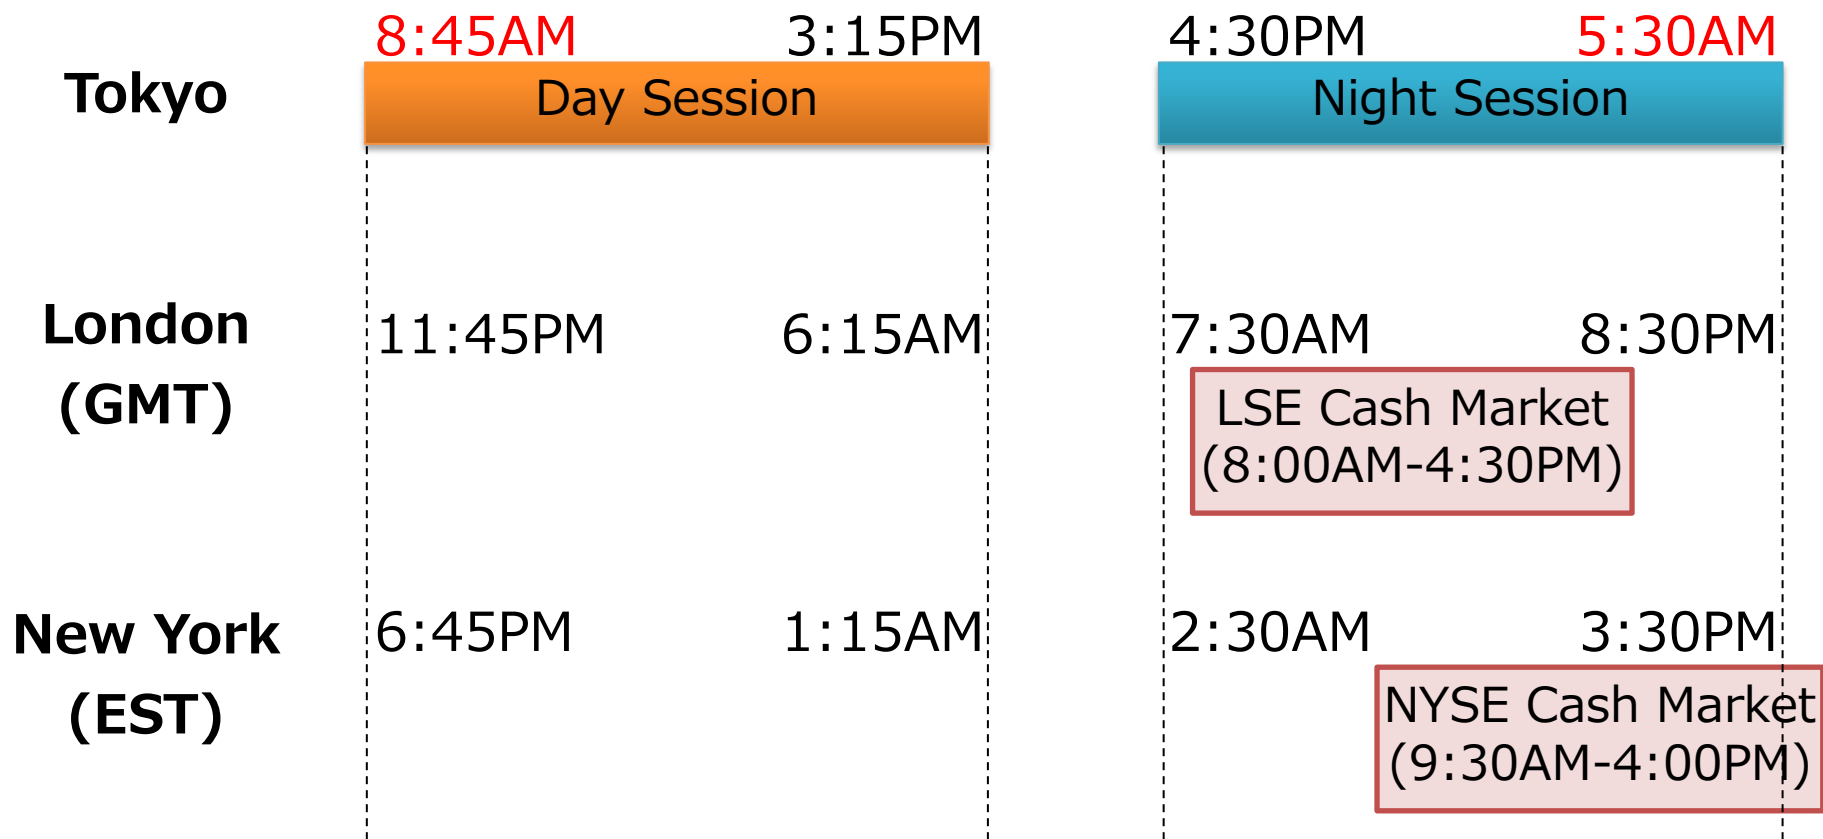 8:45AM 3:15PM 4:30PM 5:30AM
Tokyo Day Session Night Session
London
(GMT)
11:45PM 6:15AM 7:30AM 8:30PM
LSE Cash Market
(8:00AM-4:30PM)
New York
(EST)
6:45PM 1:15AM 2:30AM 3:30PM
NYSE Cash Market
(9:30AM-4:00PM)